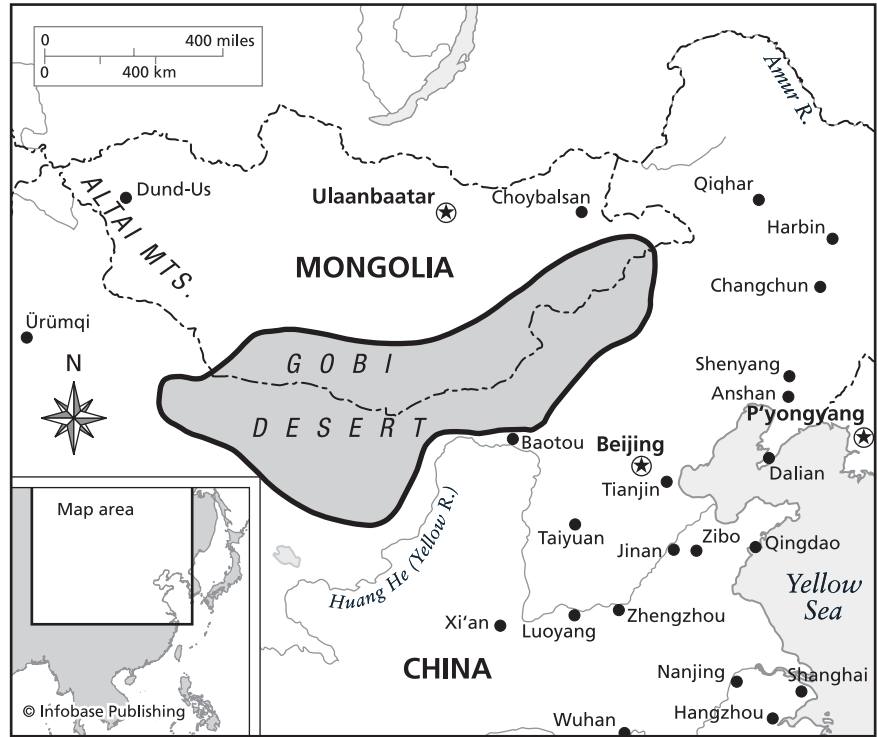 0 400 miles
0 400 km
Amur R.
ALTAI MTS.
Dund-Us
Ulaanbaatar
Choybalsan
Qiqhar
Harbin
MONGOLIA
Changchun
Ürümqi
N
GOBI
DESERT
Shenyang
Anshan
P'yongyang
Baotou
Beijing
Dalian
Tianjin
Map area
Huang He (Yellow R.)
Taiyuan
Jinan
Zibo
Qingdao
Yellow
Sea
Xi'an
Luoyang
Zhengzhou
CHINA
Nanjing
Shanghai
Hangzhou
Wuhan
© Infobase Publishing